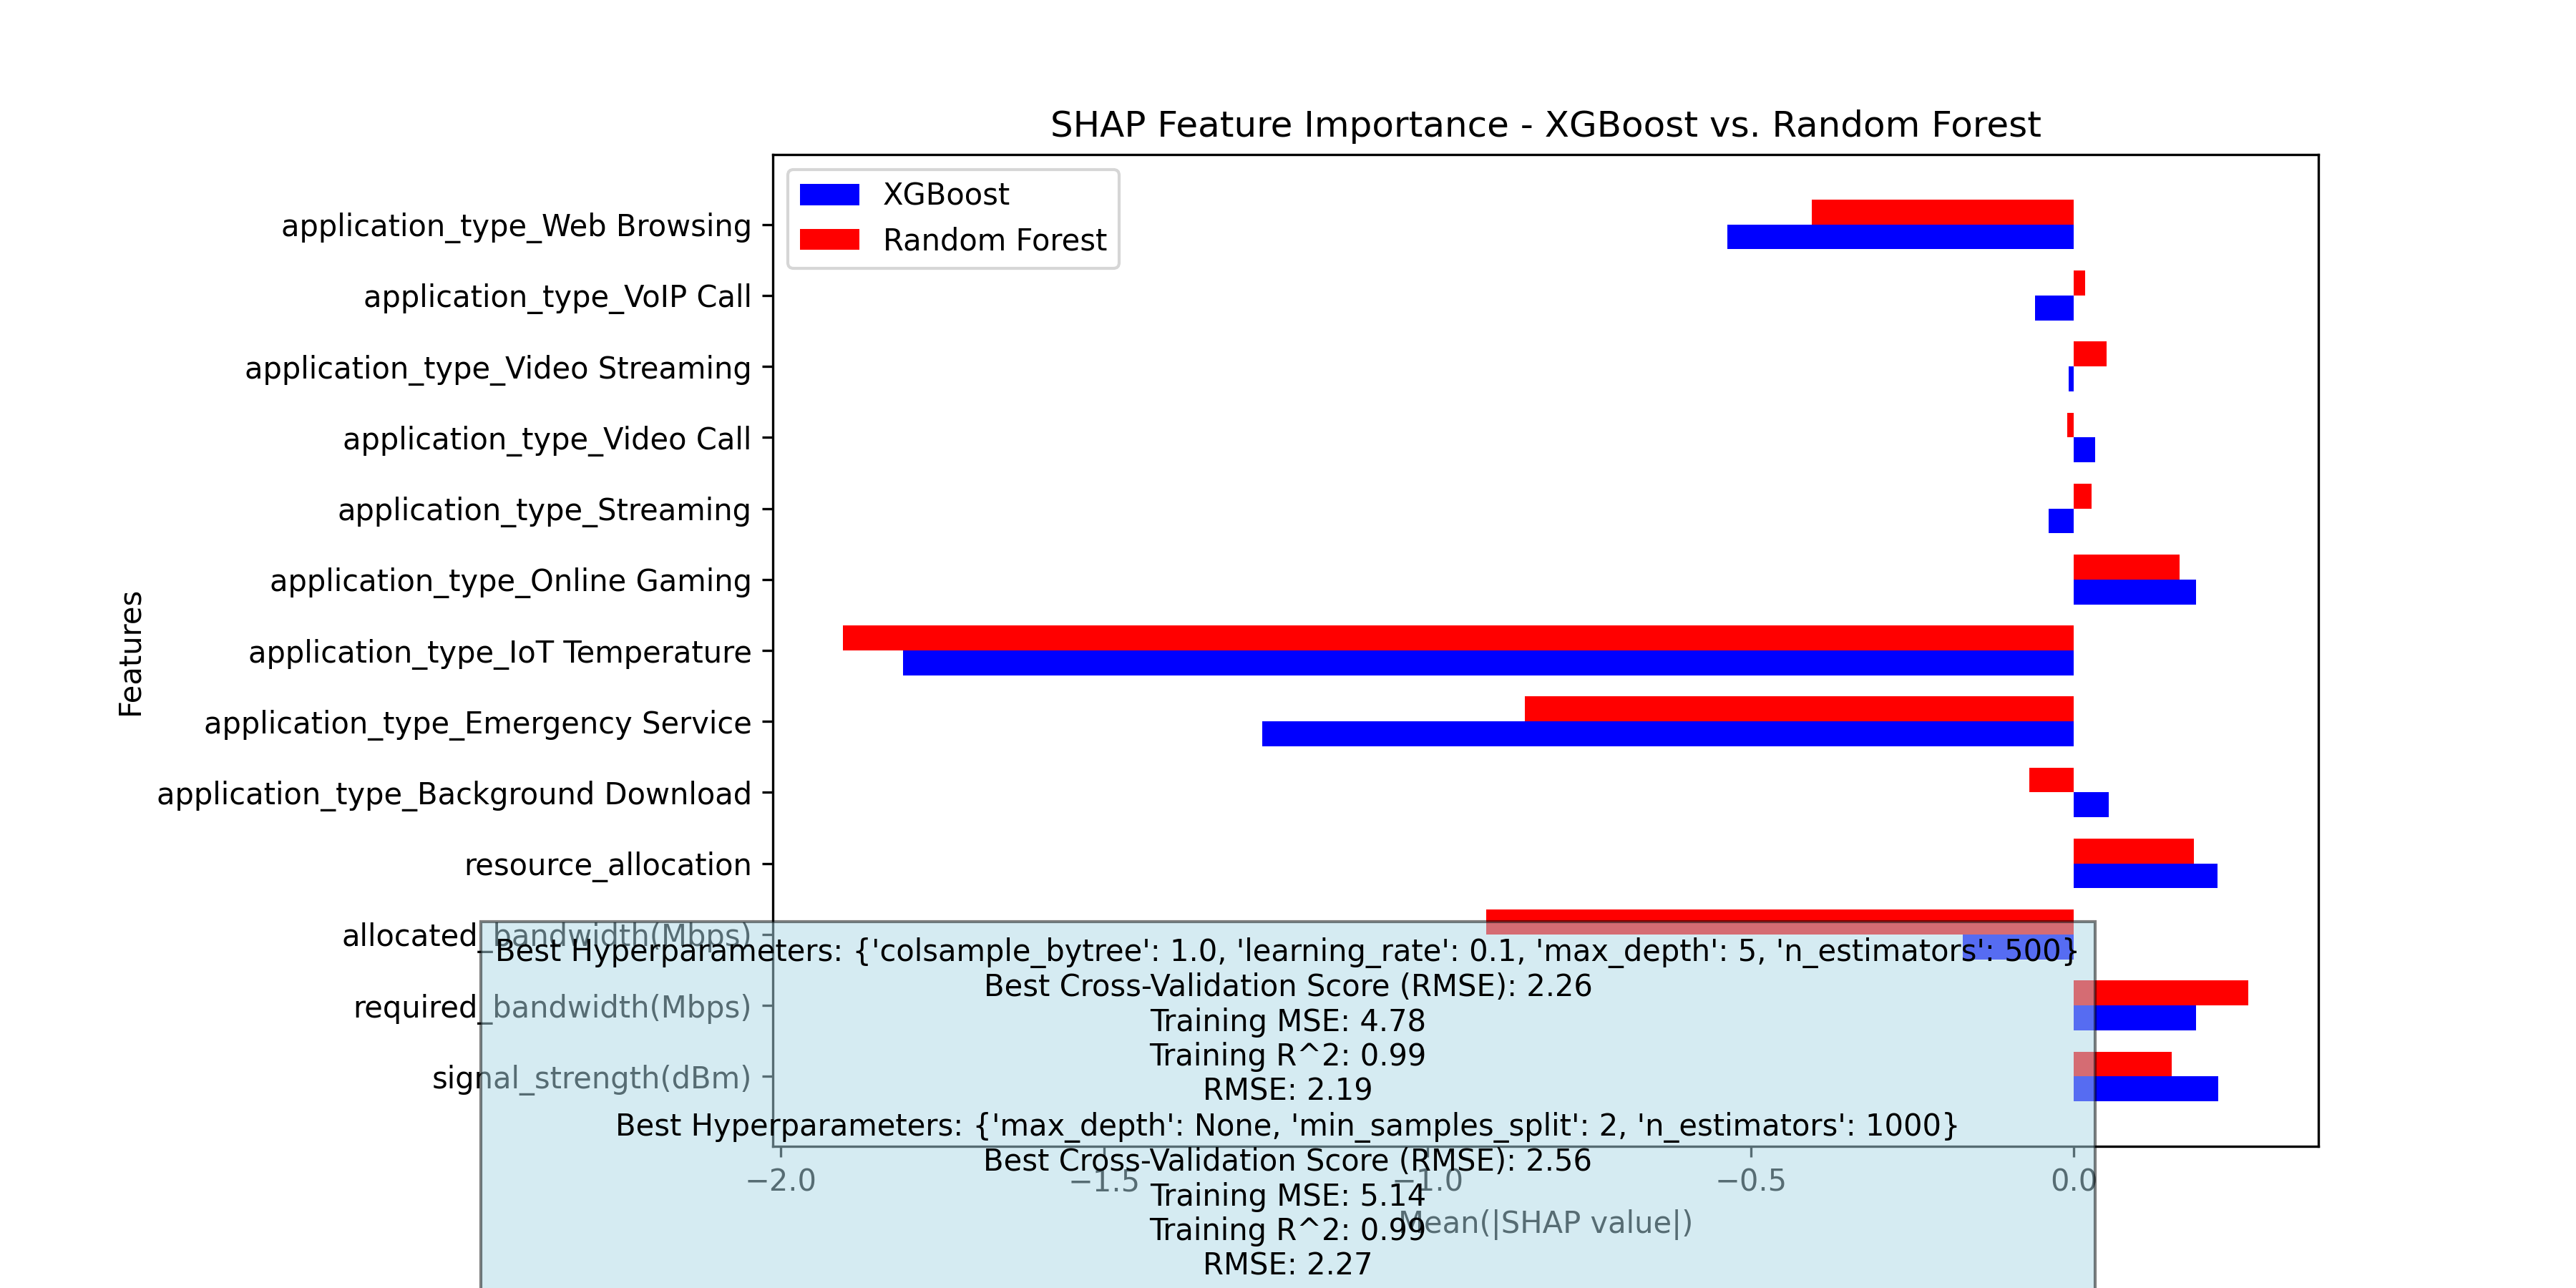 SHAP Feature Importance - XGBoost vs. Random Forest
XGBoost
Random Forest
Features
application_type_Web Browsing
application_type_VoIP Call
application_type_Video Streaming
application_type_Video Call
application_type_Streaming
application_type_Online Gaming
application_type_IoT Temperature
application_type_Emergency Service
application_type_Background Download
resource_allocation
allocated_bandwidth(Mbps)
required_bandwidth(Mbps)
signal_strength(dBm)
Best Hyperparameters: {'colsample_bytree': 1.0, 'learning_rate': 0.1, 'max_depth': 5, 'n_estimators': 500}
Best Cross-Validation Score (RMSE): 2.26
Training MSE: 4.78
Training R^2: 0.99
RMSE: 2.19
Best Hyperparameters: {'max_depth': None, 'min_samples_split': 2, 'n_estimators': 1000}
Best Cross-Validation Score (RMSE): 2.56
Training MSE: 5.14
Training R^2: 0.99
RMSE: 2.27
−2.0 −1.5 −1.0 −0.5 0.0
Mean(|SHAP value|)